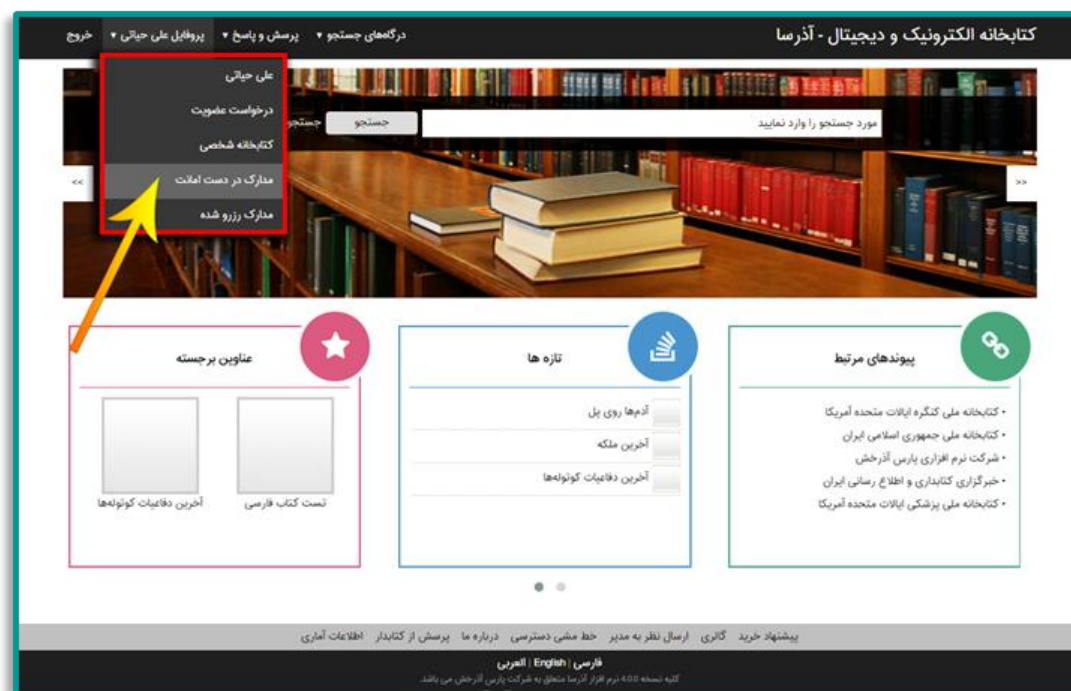 کتابخانه الکترونیک و دیجیتال - آذرسا
درگاههای جستجو ▾ پرسش و پاسخ ▾ پروفایل علی حیاتی ▾ خروج
علی حیاتی
درخواست عضویت
کتابخانه شخصی
مدارک در دست امانت
مدارک رزرو شده
مورد جستجو را وارد نمایید
جستجو
>>
<<
پیوندهای مرتبط
• کتابخانه ملی کنگره ایالات متحده آمریکا
• کتابخانه ملی جمهوری اسلامی ایران
• شرکت نرم افزاری پارس آذرخش
• خبرگزاری کتابداری و اطلاع رسانی ایران
• کتابخانه ملی پزشکی ایالات متحده آمریکا
تازه ها
آدم‌ها روی پل
آخرین ملکه
آخرین دفاعیات کوتوله‌ها
عناوین برجسته
تست کتاب فارسی
آخرین دفاعیات کوتوله‌ها
پیشنهاد خرید گالری ارسال نظر به مدیر خط مشی دسترسی درباره ما پرسش از کتابدار اطلاعات آماری
فارسی | English | العربی
کلیه نسخه 4.0.0 نرم افزار آذرسا متعلق به شرکت پارس آذرخش می باشد.